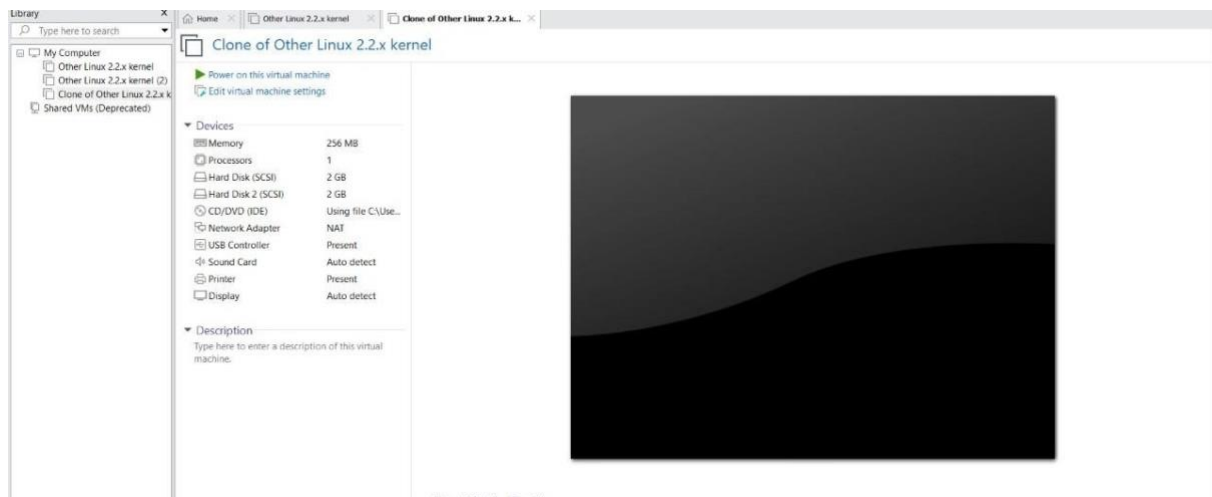 Library X
Type here to search
My Computer
Other Linux 2.2.x kernel
Other Linux 2.2.x kernel (2)
Clone of Other Linux 2.2.x k
Shared VMs (Deprecated)
Home Other Linux 2.2.x kernel Clone of Other Linux 2.2.x k...
Clone of Other Linux 2.2.x kernel
Power on this virtual machine
Edit virtual machine settings
Devices
Memory 256 MB
Processors 1
Hard Disk (SCSI) 2 GB
Hard Disk 2 (SCSI) 2 GB
CD/DVD (IDE) Using file C:\Use...
Network Adapter NAT
USB Controller Present
Sound Card Auto detect
Printer Present
Display Auto detect
Description
Type here to enter a description of this virtual
machine.